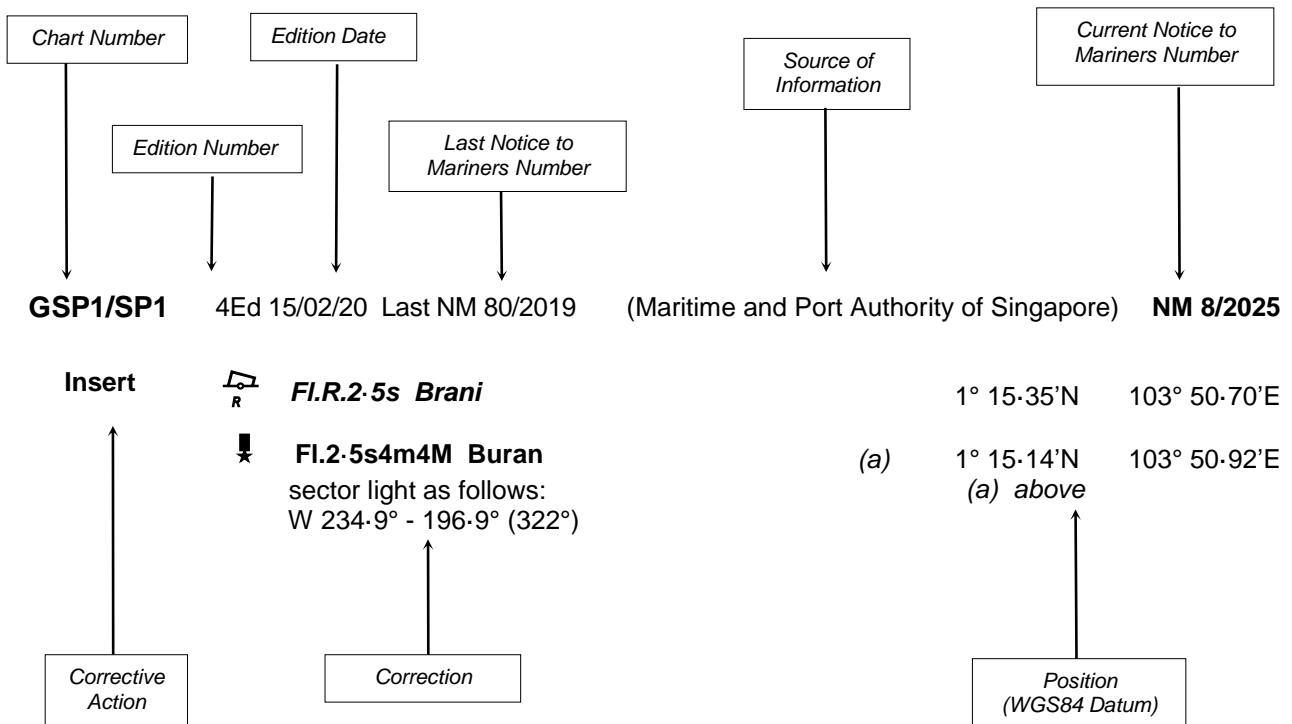 Chart Number
Edition Date
Source of
Information
Current Notice to
Mariners Number
Edition Number
Last Notice to
Mariners Number
GSP1/SP1 4Ed 15/02/20 Last NM 80/2019 (Maritime and Port Authority of Singapore) NM 8/2025
Insert R Fl.R.2·5s Brani 1° 15·35’N 103° 50·70’E
Fl.2·5s4m4M Buran (a) 1° 15·14’N 103° 50·92’E
sector light as follows: (a) above
W 234·9° - 196·9° (322°)
Corrective
Action
Correction
Position
(WGS84 Datum)